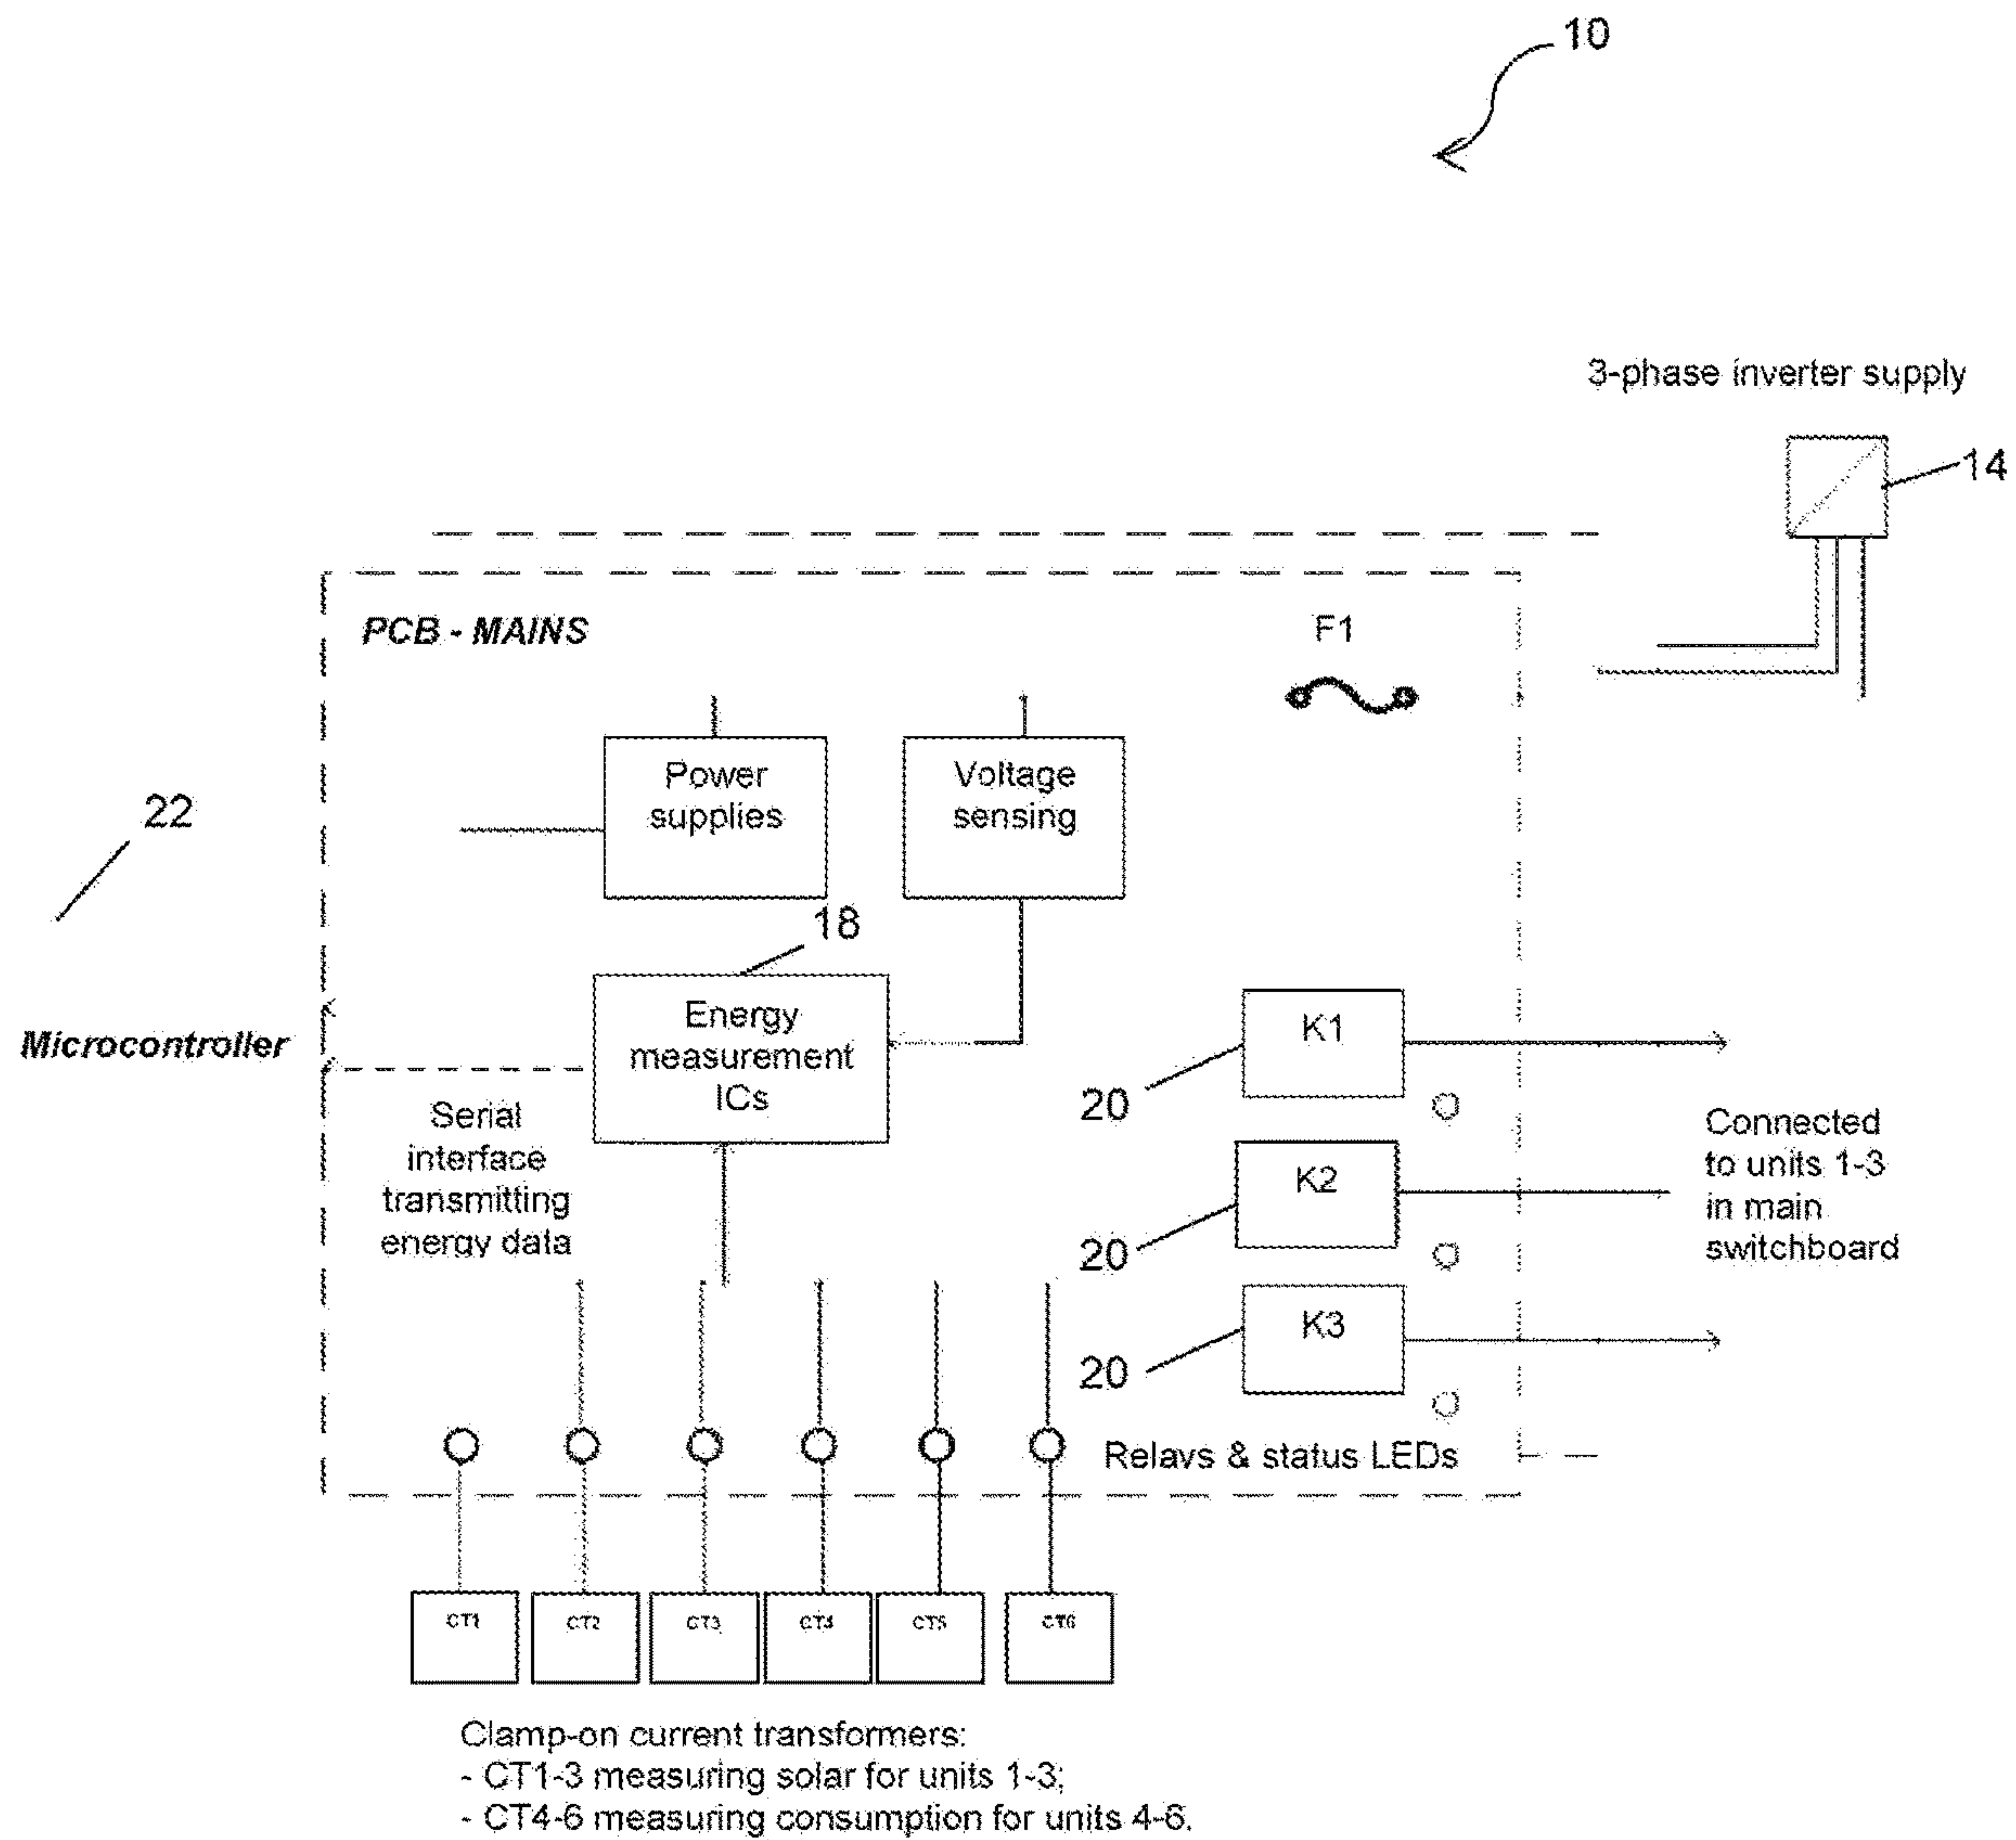 10
3-phase inverter supply
14
PCB - MAINS
F1
Power
supplies
Voltage
sensing
22
18
Energy
measurement
ICs
Microcontroller
Serial
interface
transmitting
energy data
K1
20
K2
20
K3
20
Connected
to units 1-3
in main
switchboard
Relavs & status LEDs
CT1
CT2
CT3
CT4
CT5
CT6
Clamp-on current transformers:
- CT1-3 measuring solar for units 1-3;
- CT4-6 measuring consumption for units 4-6.